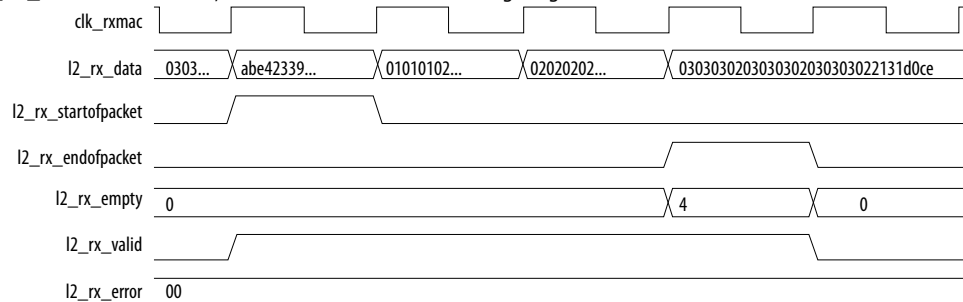 clk_rxmac
l2_rx_data 0303... abe42339... 01010102... 02020202... 0303030203030302030303022131d0ce
l2_rx_startofpacket
l2_rx_endofpacket
l2_rx_empty 0 4 0
l2_rx_valid
l2_rx_error 00